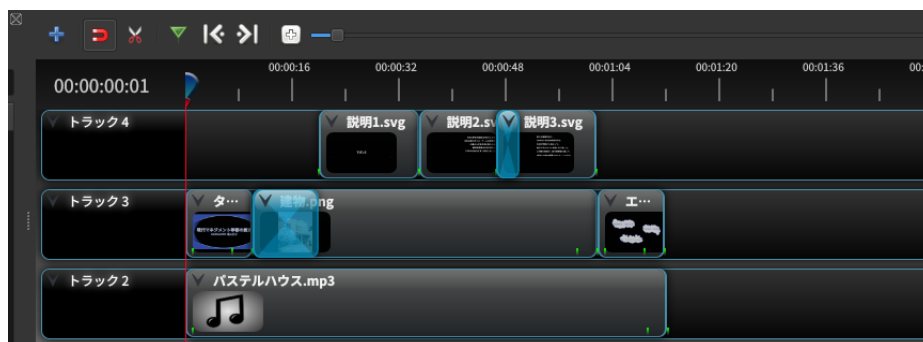 00:00:00:01
00:00:16
00:00:32
00:00:48
00:01:04
00:01:20
00:01:36
00:
トラック4
説明1.svg
説明2.sv
説明3.svg
トラック3
タ…
建物.png
エ…
トラック2
パステルハウス.mp3